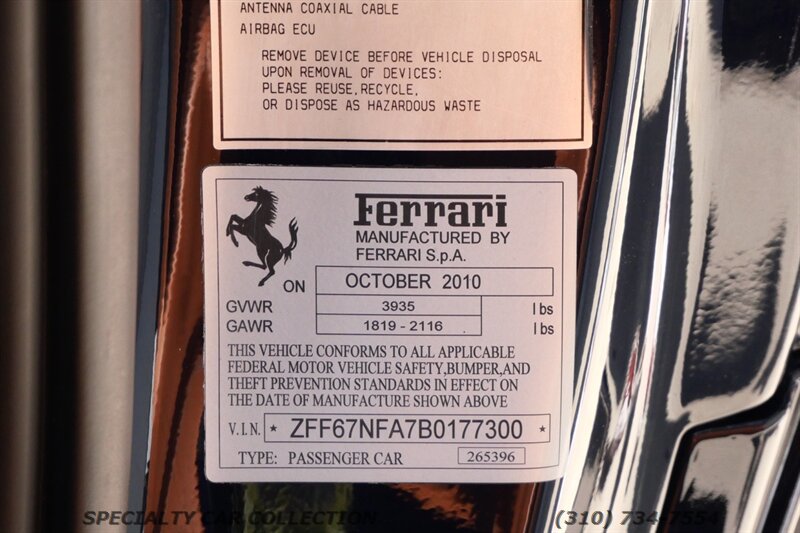 ANTENNA COAXIAL CABLE
AIRBAG ECU
REMOVE DEVICE BEFORE VEHICLE DISPOSAL
UPON REMOVAL OF DEVICES:
PLEASE REUSE,RECYCLE,
OR DISPOSE AS HAZARDOUS WASTE
Ferrari
MANUFACTURED BY
FERRARI S.p.A.
ON OCTOBER 2010
GVWR 3935 lbs
GAWR 1819 - 2116 lbs
THIS VEHICLE CONFORMS TO ALL APPLICABLE
FEDERAL MOTOR VEHICLE SAFETY,BUMPER,AND
THEFT PREVENTION STANDARDS IN EFFECT ON
THE DATE OF MANUFACTURE SHOWN ABOVE
V.I.N. * ZFF67NFA7B0177300 *
TYPE: PASSENGER CAR 265396
SPECIALTY CAR COLLECTION (310) 734-7554